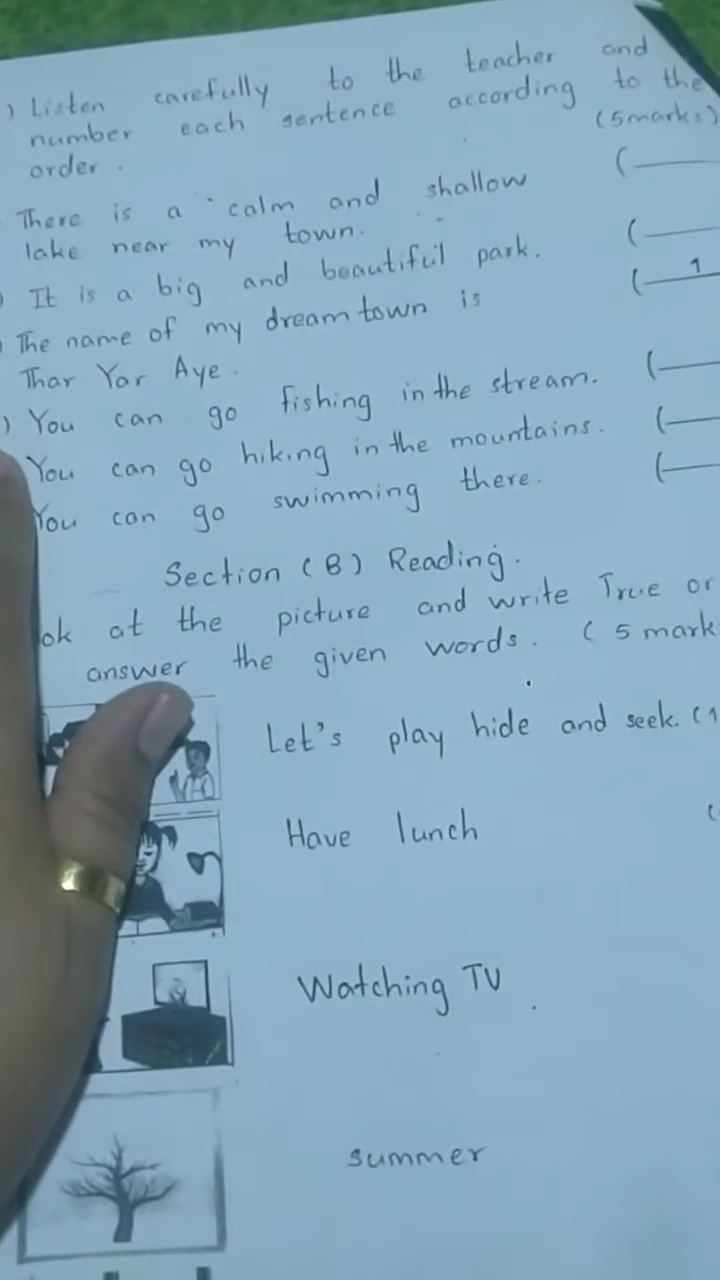 ) Listen carefully to the teacher and
number each sentence according to the
order. (5marks)
There is a calm and shallow (
lake near my town.
) It is a big and beautiful park. (
) The name of my dream town is ( 1
Thar Yar Aye.
) You can go fishing in the stream. (
You can go hiking in the mountains. (
You can go swimming there. (
Section (B) Reading.
ok at the picture and write True or
answer the given words. ( 5 mark
Let's play hide and seek. (1
Have lunch (
Watching TV
summer